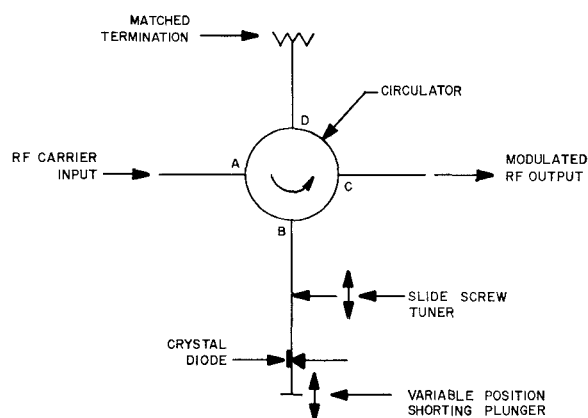 MATCHED
TERMINATION
D
CIRCULATOR
RF CARRIER
INPUT
A
C
MODULATED
RF OUTPUT
B
SLIDE SCREW
TUNER
CRYSTAL
DIODE
VARIABLE POSITION
SHORTING PLUNGER